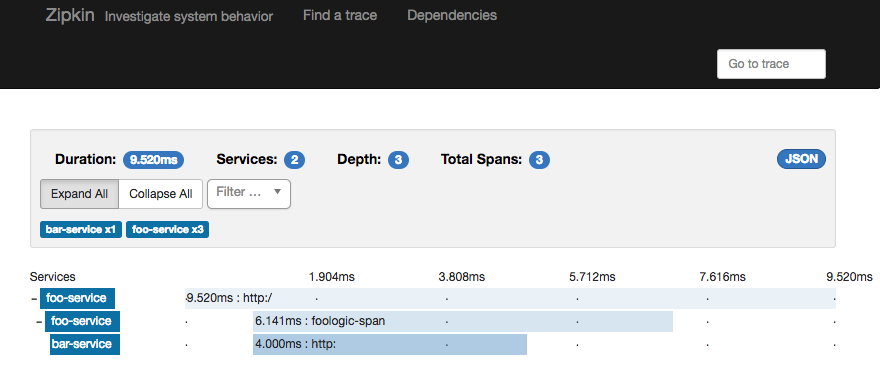 Zipkin Investigate system behavior Find a trace Dependencies
Go to trace
Duration: 9.520ms Services: 2 Depth: 3 Total Spans: 3 JSON
Expand All Collapse All Filter ...
bar-service x1 foo-service x3
Services 1.904ms 3.808ms 5.712ms 7.616ms 9.520ms
– foo-service 9.520ms : http:/
– foo-service 6.141ms : foologic-span
bar-service 4.000ms : http: